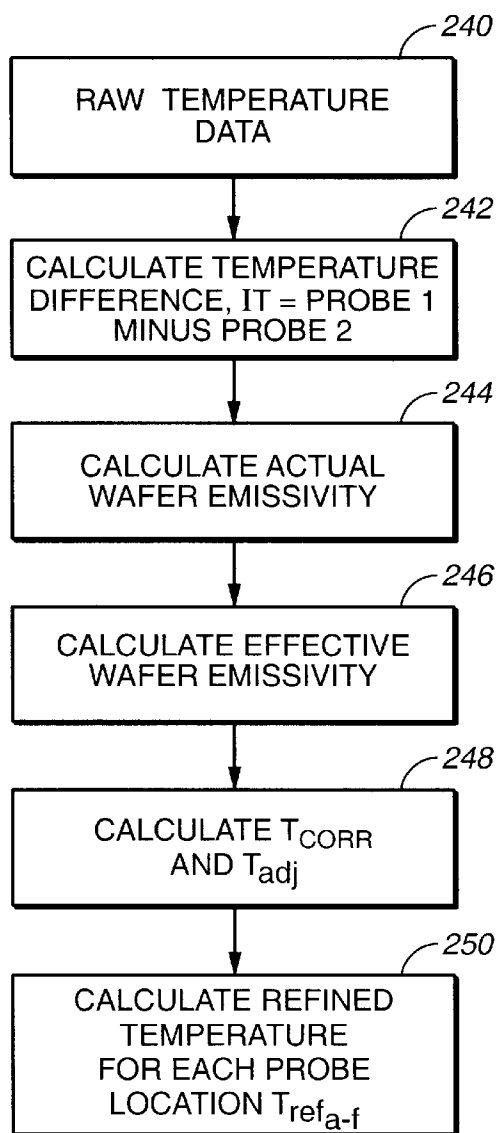 240
RAW TEMPERATURE
DATA
242
CALCULATE TEMPERATURE
DIFFERENCE, IT = PROBE 1
MINUS PROBE 2
244
CALCULATE ACTUAL
WAFER EMISSIVITY
246
CALCULATE EFFECTIVE
WAFER EMISSIVITY
248
CALCULATE TCORR
AND Tadj
250
CALCULATE REFINED
TEMPERATURE
FOR EACH PROBE
LOCATION Trefa-f